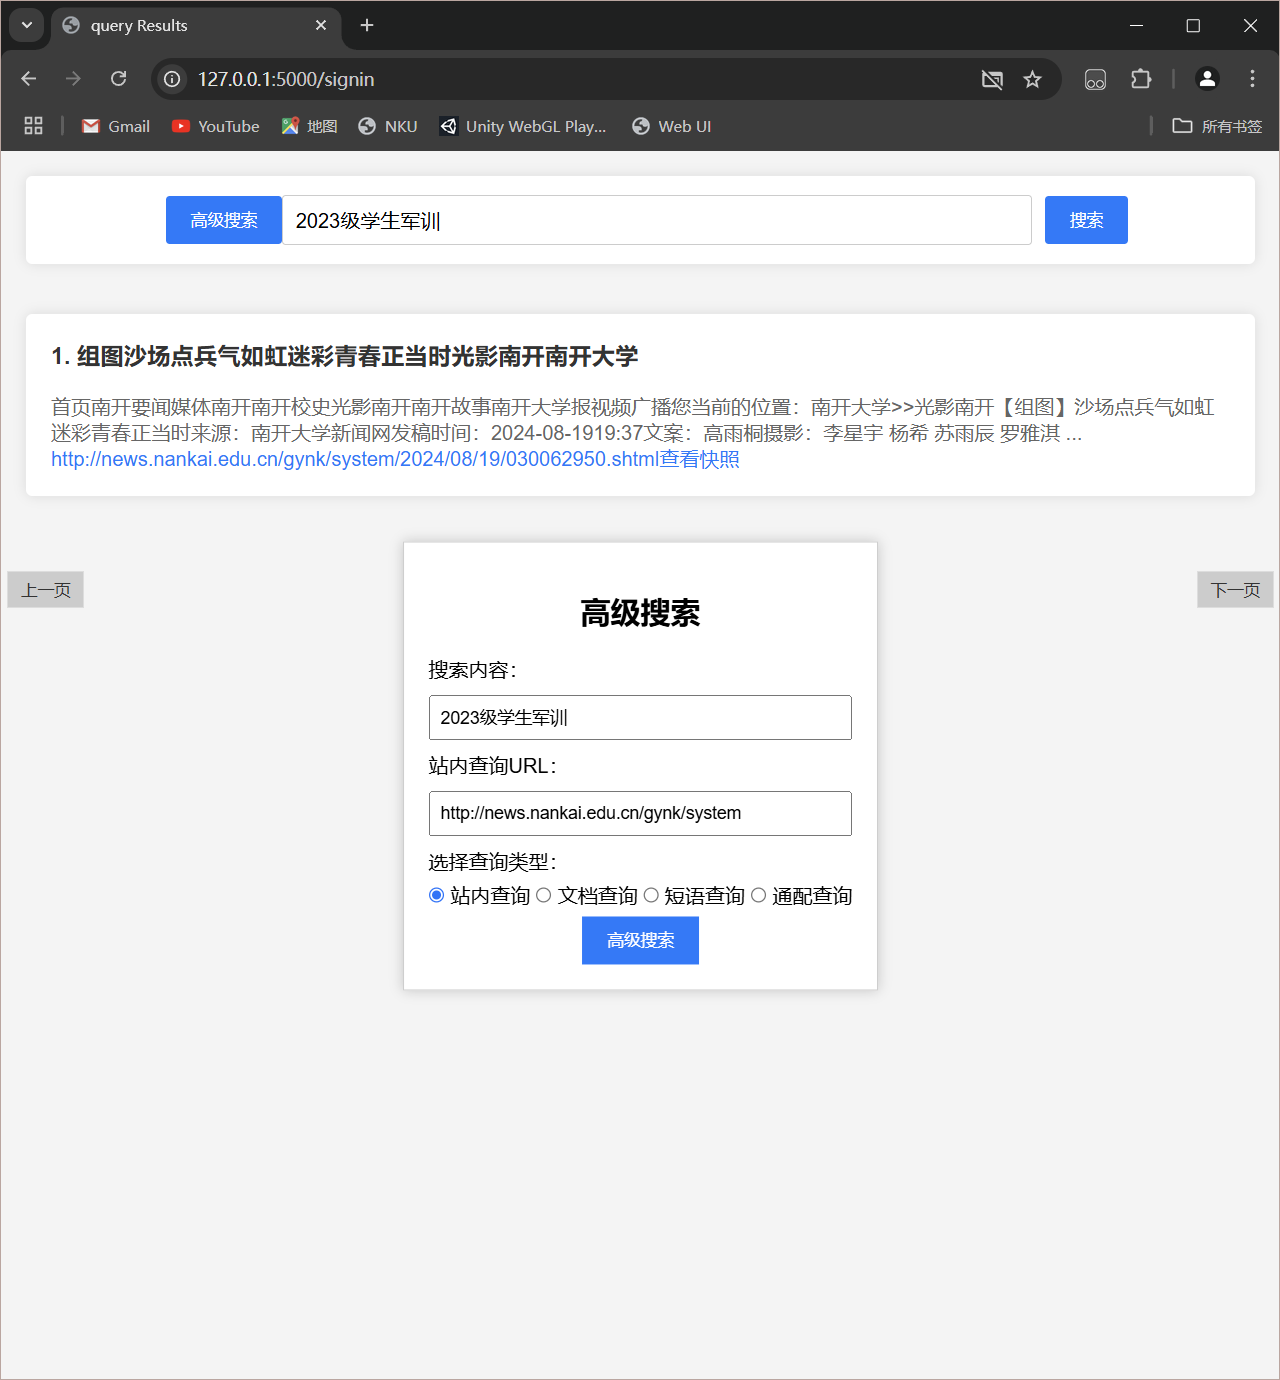 query Results
127.0.0.1:5000/signin
Gmail
YouTube
地图
NKU
Unity WebGL Play...
Web UI
所有书签
高级搜索
2023级学生军训
搜索
1. 组图沙场点兵气如虹迷彩青春正当时光影南开南开大学
首页南开要闻媒体南开南开校史光影南开南开故事南开大学报视频广播您当前的位置：南开大学>>光影南开【组图】沙场点兵气如虹
迷彩青春正当时来源：南开大学新闻网发稿时间：2024-08-1919:37文案：高雨桐摄影：李星宇 杨希 苏雨辰 罗雅淇 ...
http://news.nankai.edu.cn/gynk/system/2024/08/19/030062950.shtml查看快照
上一页
下一页
高级搜索
搜索内容：
2023级学生军训
站内查询URL：
http://news.nankai.edu.cn/gynk/system
选择查询类型：
站内查询 文档查询 短语查询 通配查询
高级搜索